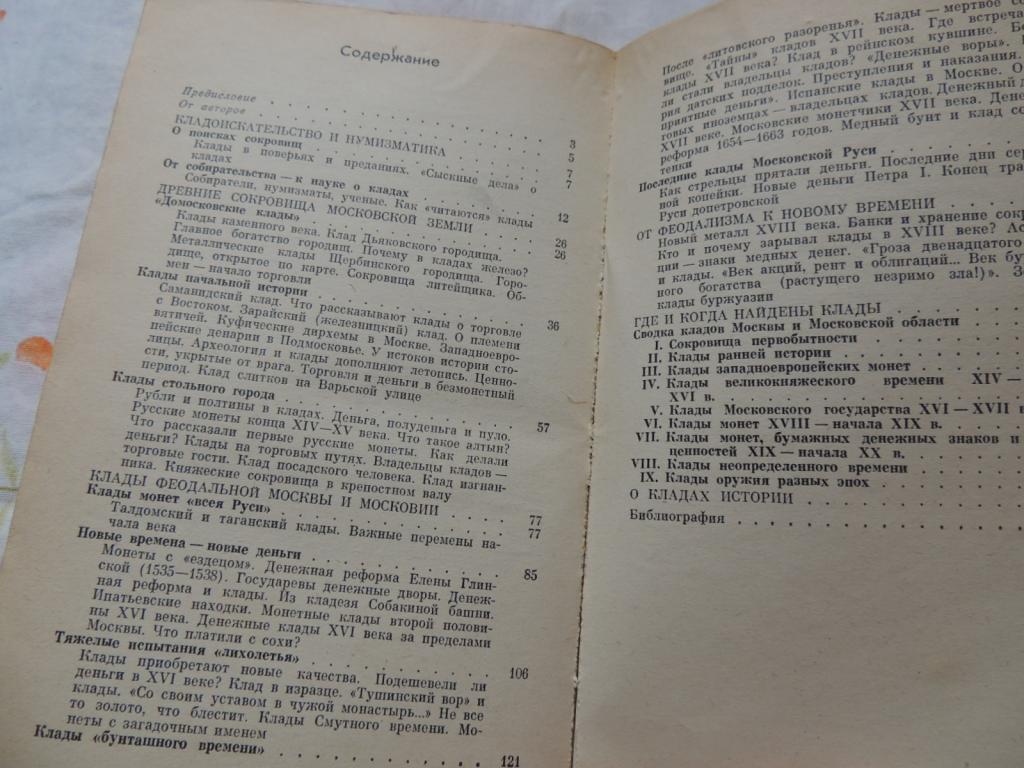 Содержание
Предисловие . . . . . . . . . . 3
От авторов . . . . . . . . . . 5
КЛАДОИСКАТЕЛЬСТВО И НУМИЗМАТИКА 7
О поисках сокровищ . . . . . . . . . . 7
Клады в поверьях и преданиях. «Сыскные дела» о
кладах
От собирательства — к науке о кладах . . . . . 12
Собиратели, нумизматы, ученые. Как «читаются» клады
ДРЕВНИЕ СОКРОВИЩА МОСКОВСКОЙ ЗЕМЛИ . . . 26
«Домосковские клады» . . . . . . . . . . 26
Клады каменного века. Клад Дьяковского городища.
Главное богатство городищ. Почему в кладах железо?
Металлические клады Щербинского городища. Горо-
дище, открытое по карте. Сокровища литейщика. Об-
мен — начало торговли
Клады начальной истории . . . . . . . . . . 36
Саманидский клад. Что рассказывают клады о торговле
с Востоком. Зарайский (железницкий) клад. О племени
вятичей. Куфические дирхемы в Москве. Западноевро-
пейские денарии в Подмосковье. У истоков истории сто-
лицы. Археология и клады дополняют летопись. Ценно-
сти, укрытые от врага. Торговля и деньги в безмонетный
период. Клад слитков на Варьской улице
Клады стольного города . . . . . . . . . . 57
Рубли и полтины в кладах. Деньга, полуденьга и пуло.
Русские монеты конца XIV—XV века. Что такое алтын?
Что рассказали первые русские монеты. Как делали
деньги? Клады на торговых путях. Владельцы кладов —
торговые гости. Клад посадского человека. Клад изгнан-
ника. Княжеские сокровища в крепостном валу
КЛАДЫ ФЕОДАЛЬНОЙ МОСКВЫ И МОСКОВИИ . . . . 77
Клады монет «всея Руси» . . . . . . . . . . 77
Талдомский и таганский клады. Важные перемены на-
чала века
Новые времена — новые деньги . . . . . . . . . . 85
Монеты с «ездецом». Денежная реформа Елены Глин-
ской (1535—1538). Государевы денежные дворы. Денеж-
ная реформа и клады. Из кладезя Собакиной башни.
Ипатьевские находки. Монетные клады второй полови-
ны XVI века. Денежные клады XVI века за пределами
Москвы. Что платили с сохи?
Тяжелые испытания «лихолетья» . . . . . . . . . . 106
Клады приобретают новые качества. Подешевели ли
деньги в XVI веке? Клад в изразце. «Тушинский вор» и
клады. «Со своим уставом в чужой монастырь...» Не все
то золото, что блестит. Клады Смутного времени. Мо-
неты с загадочным именем
Клады «бунташного времени» . . . . . . . . . . 121
После «литовского разоренья». Клады — мертвое
вище. «Тайны» кладов XVII века. Где встреча
клады XVII века? Клад в рейнском кувшине.
ли стали владельцы кладов? «Денежные воры».
рия датских подделок. Преступления и наказания.
приятные деньги». Испанские клады в Москве.
говых иноземцах — владельцах кладов. Денежный
XVII веке. Московские монетчики XVII века.
реформа 1654—1663 годов. Медный бунт и клад
тенки
Последние клады Московской Руси
Как стрельцы прятали деньги. Последние дни
ной копейки. Новые деньги Петра I. Конец
Руси допетровской
ОТ ФЕОДАЛИЗМА К НОВОМУ ВРЕМЕНИ
Новый металл XVIII века. Банки и хранение
Кто и почему зарывал клады в XVIII веке?
ции — знаки медных денег. «Гроза двенадцатого
и клады. «Век акций, рент и облигаций...
ного богатства (растущего незримо зла!)».
клады буржуазии
ГДЕ И КОГДА НАЙДЕНЫ КЛАДЫ
Сводка кладов Москвы и Московской области
I. Сокровища первобытности
II. Клады ранней истории
III. Клады западноевропейских монет
IV. Клады великокняжеского времени XIV —
XVI в.
V. Клады Московского государства XVI — XVII
VI. Клады монет XVIII — начала XIX в.
VII. Клады монет, бумажных денежных знаков и
ценностей XIX — начала XX в.
VIII. Клады неопределенного времени
IX. Клады оружия разных эпох
О КЛАДАХ ИСТОРИИ
Библиография